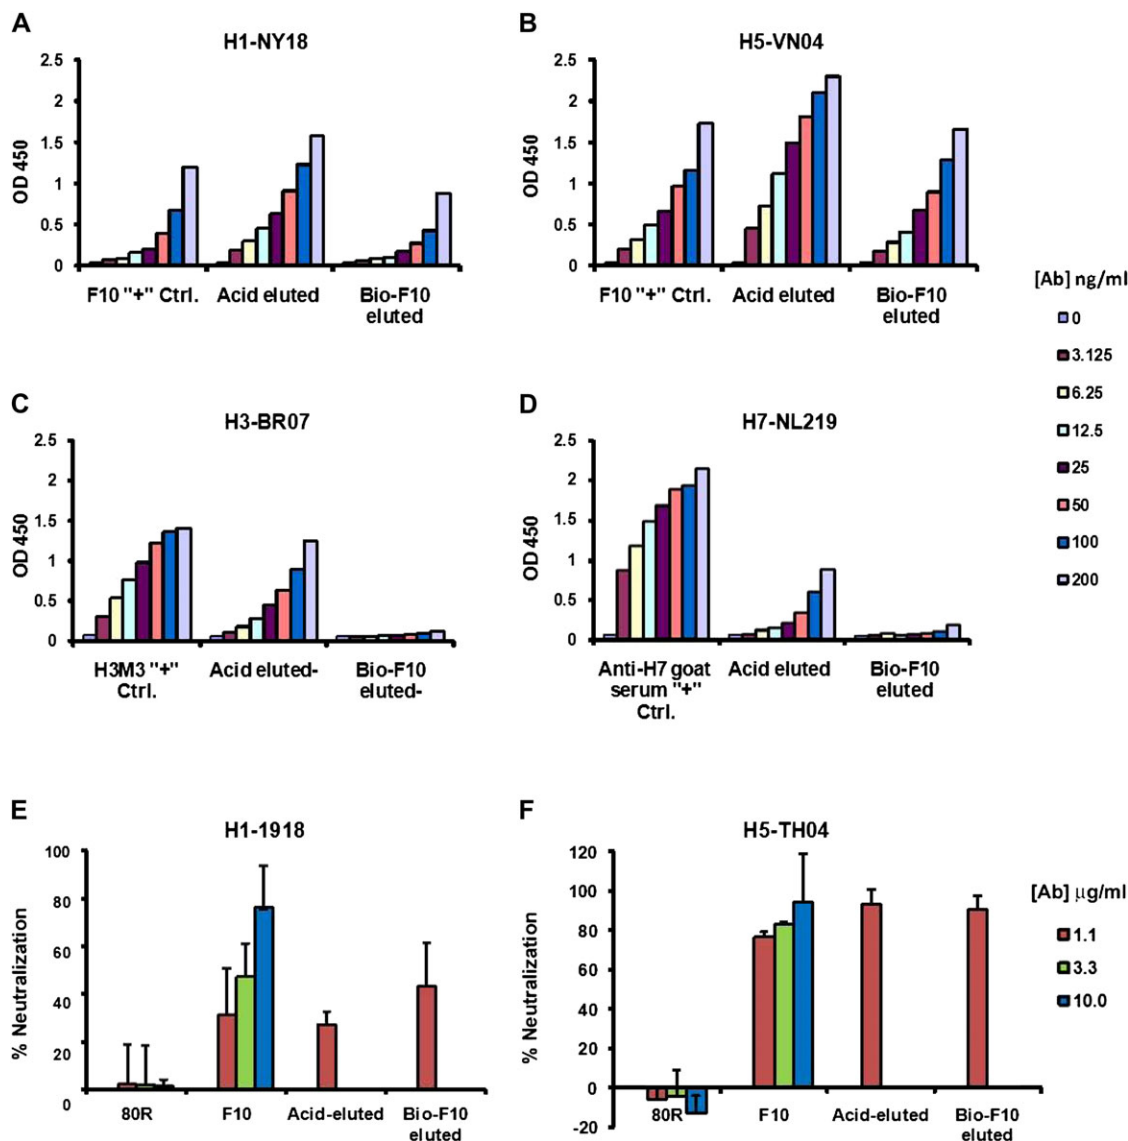 A
H1-NY18
2.5
2
1.5
1
0.5
0
OD 450
F10 "+" Ctrl.
Acid eluted
Bio-F10
eluted
B
H5-VN04
2.5
2
1.5
1
0.5
0
OD 450
F10 "+" Ctrl.
Acid eluted
Bio-F10
eluted
[Ab] ng/ml
0
3.125
6.25
12.5
25
50
100
200
C
H3-BR07
2.5
2
1.5
1
0.5
0
OD 450
H3M3 "+"
Ctrl.
Acid eluted-
Bio-F10
eluted-
D
H7-NL219
2.5
2
1.5
1
0.5
0
OD 450
Anti-H7 goat
serum "+"
Ctrl.
Acid eluted
Bio-F10
eluted
E
H1-1918
100
80
60
40
20
0
% Neutralization
80R
F10
Acid-eluted
Bio-F10
eluted
F
H5-TH04
120
100
80
60
40
20
0
-20
% Neutralization
80R
F10
Acid-eluted
Bio-F10
eluted
[Ab] µg/ml
1.1
3.3
10.0